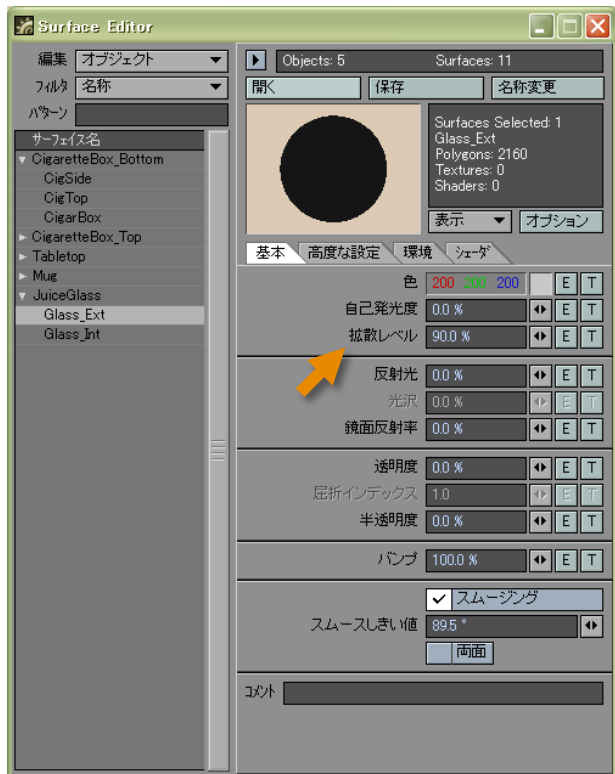 Surface Editor
編集 オブジェクト
フィルタ 名称
パターン
サーフェイス名
CigaretteBox_Bottom
CigSide
CigTop
CigarBox
CigaretteBox_Top
Tabletop
Mug
JuiceGlass
Glass_Ext
Glass_Int
Objects: 5 Surfaces: 11
開く 保存 名称変更
Surfaces Selected: 1
Glass_Ext
Polygons: 2160
Textures: 0
Shaders: 0
表示 オプション
基本 高度な設定 環境 シェーダ
色 200 200 200 E T
自己発光度 0.0 % E T
拡散レベル 90.0 % E T
反射光 0.0 % E T
光沢 0.0 % E T
鏡面反射率 0.0 % E T
透明度 0.0 % E T
屈折インデックス 1.0 E T
半透明度 0.0 % E T
バンプ 100.0 % E T
スムージング
スムースしきい値 89.5 °
両面
コメント